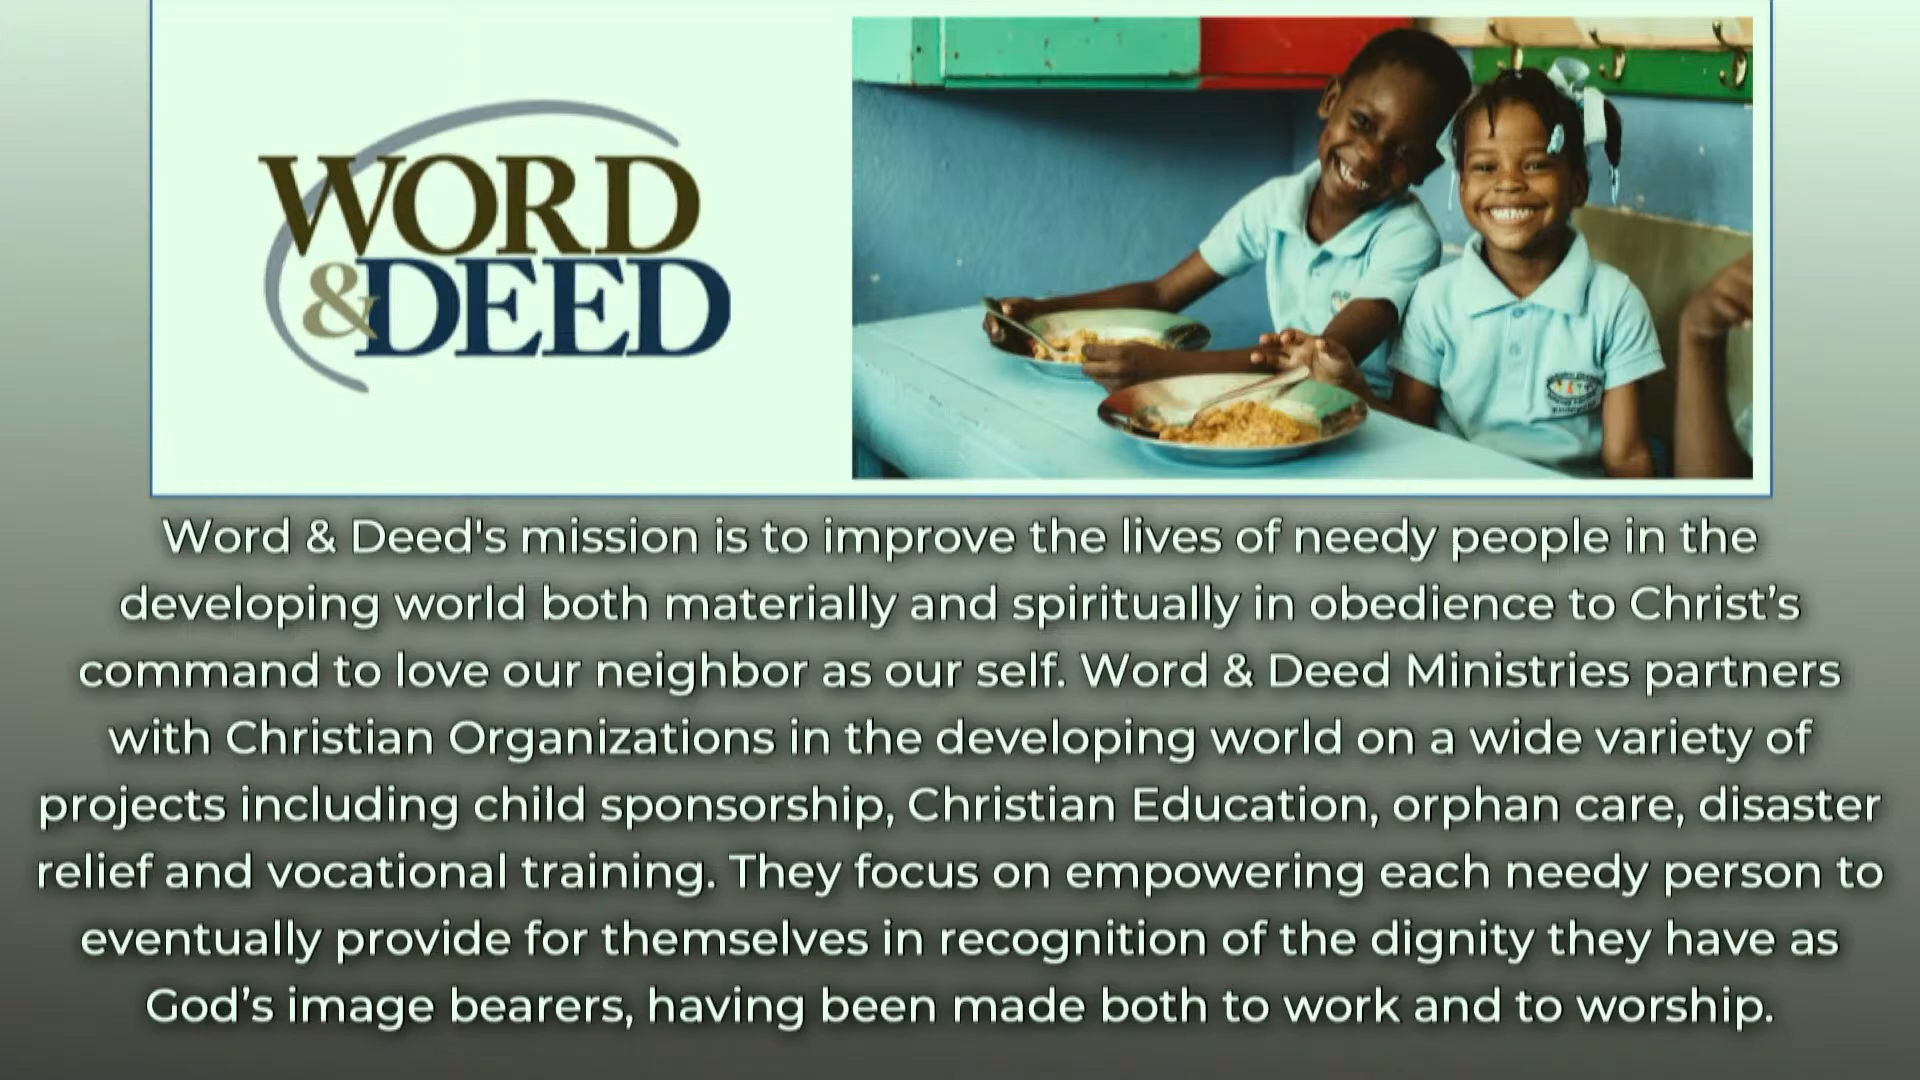 WORD
&DEED
Word & Deed's mission is to improve the lives of needy people in the
developing world both materially and spiritually in obedience to Christ’s
command to love our neighbor as our self. Word & Deed Ministries partners
with Christian Organizations in the developing world on a wide variety of
projects including child sponsorship, Christian Education, orphan care, disaster
relief and vocational training. They focus on empowering each needy person to
eventually provide for themselves in recognition of the dignity they have as
God’s image bearers, having been made both to work and to worship.